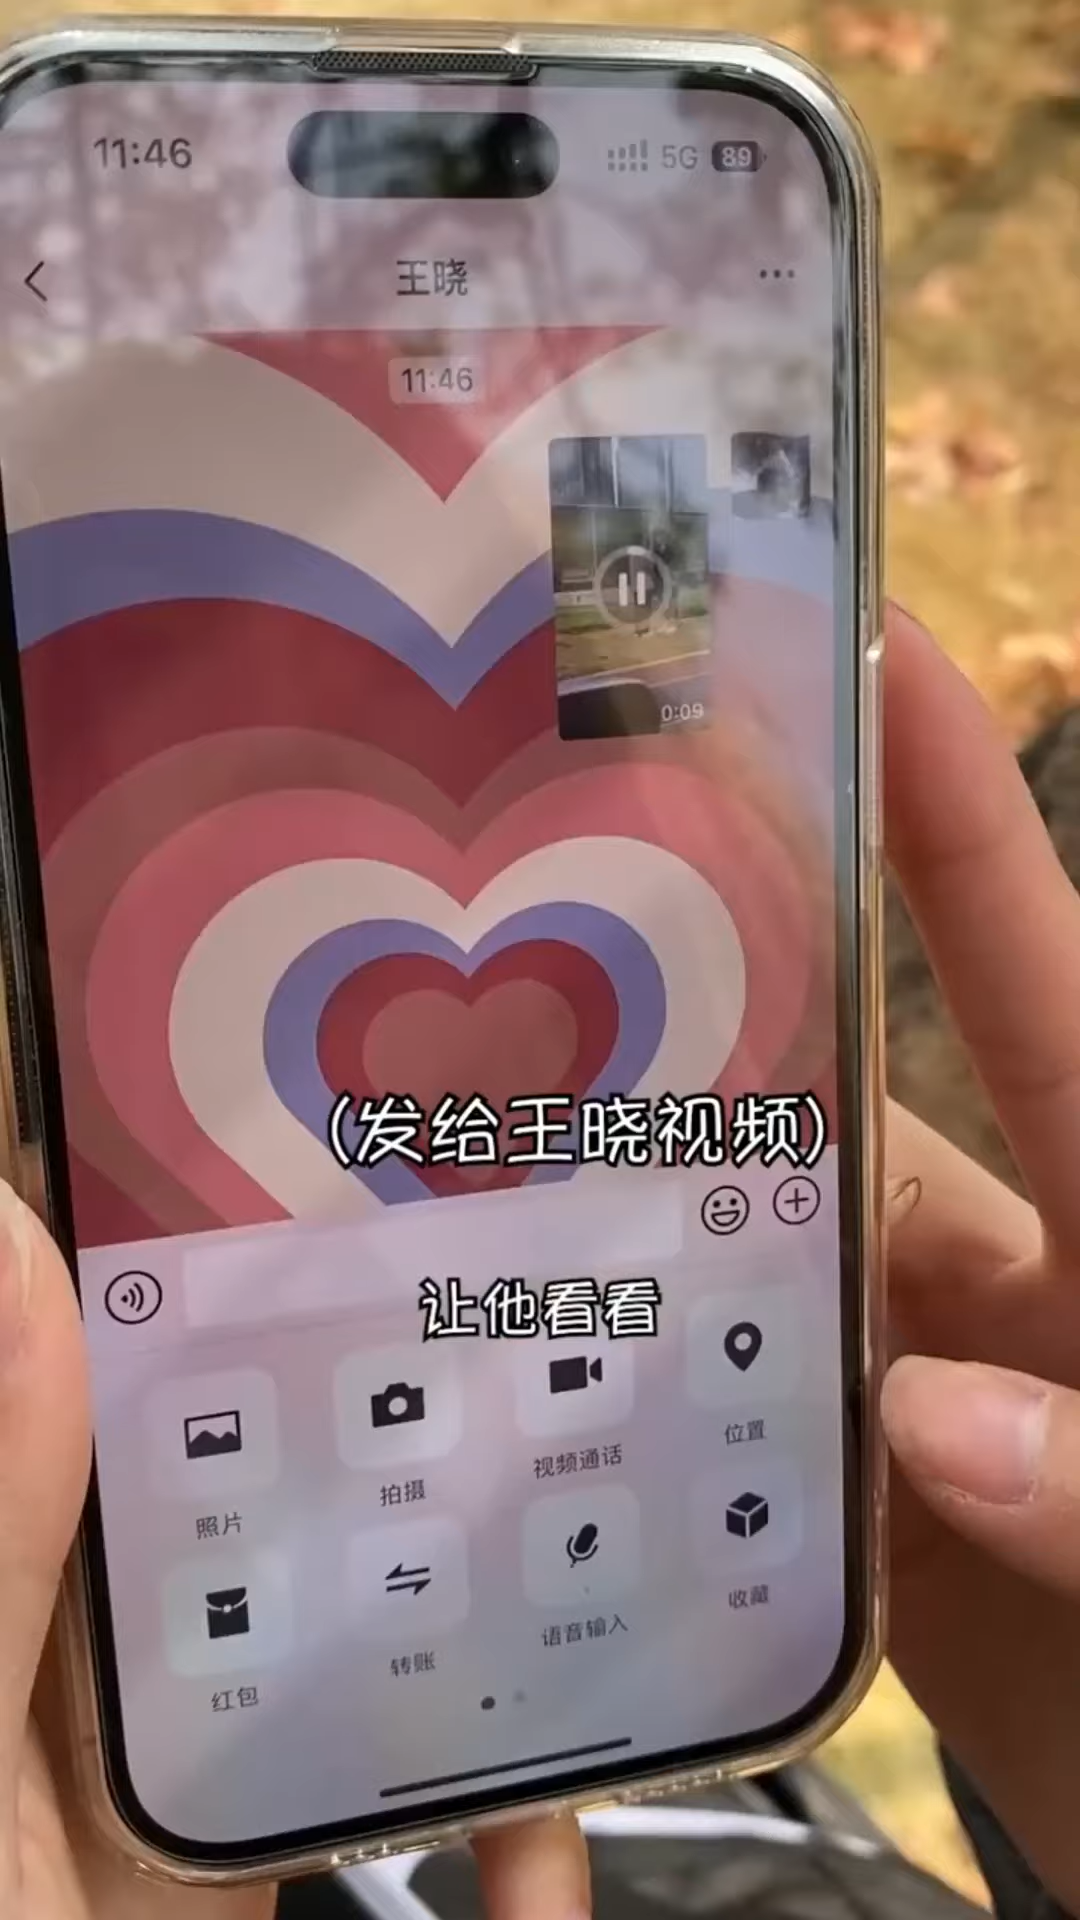 11:46
5G 89
王晓
11:46
0:09
(发给王晓视频)
让他看看
照片
拍摄
视频通话
位置
红包
转账
语音输入
收藏